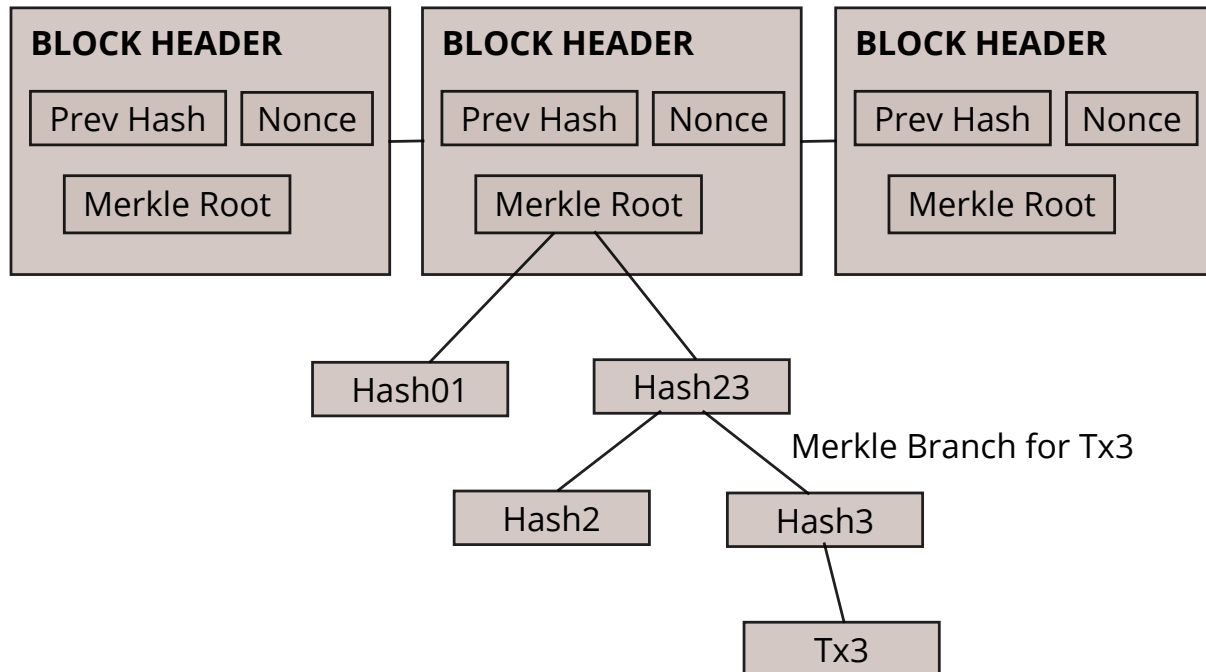 BLOCK HEADER BLOCK HEADER BLOCK HEADER
Prev Hash Nonce Prev Hash Nonce Prev Hash Nonce
Merkle Root Merkle Root Merkle Root
Hash01 Hash23
Merkle Branch for Tx3
Hash2 Hash3
Tx3